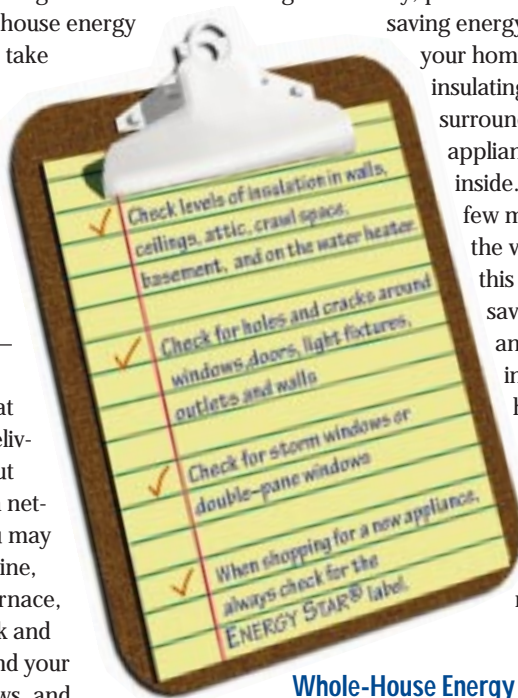 house energy
take
—
at
eliv-
ut
net-
may
ine,
rnace,
k and
nd your
ws, and
Check levels of insulation in walls,
ceilings, attic, crawl space,
basement, and on the water heater.
Check for holes and cracks around
windows, doors, light fixtures,
outlets and walls
Check for storm windows or
double-pane windows
When shopping for a new appliance,
always check for the
ENERGY STAR® label.
saving energy
your hom
insulating
surroun
applian
inside.
few m
the v
this
sav
an
in
Whole-House Energy